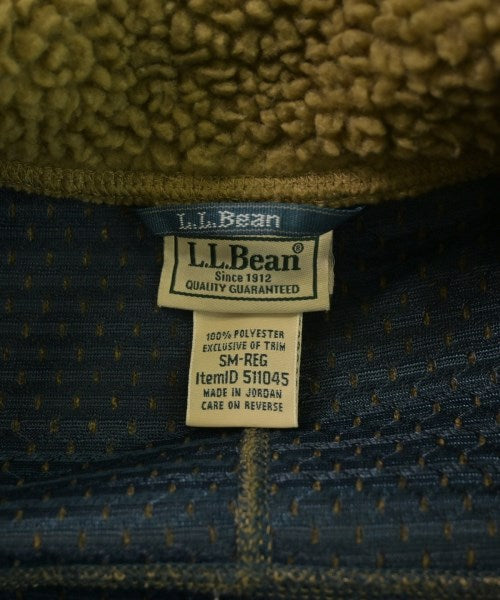 L.L.Bean
L.L.Bean®
Since 1912
QUALITY GUARANTEED
100% POLYESTER
EXCLUSIVE OF TRIM
SM-REG
ItemID 511045
MADE IN JORDAN
CARE ON REVERSE